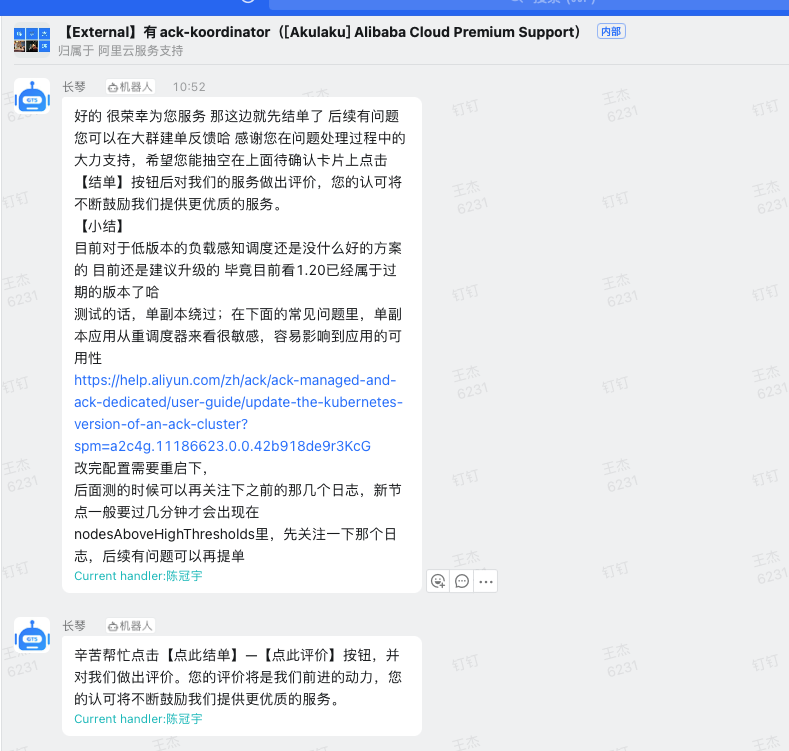 【External】有 ack-koordinator（[Akulaku] Alibaba Cloud Premium Support） 内部
归属于 阿里云服务支持
长琴 机器人 10:52
好的 很荣幸为您服务 那这边就先结单了 后续有问题
您可以在大群建单反馈哈 感谢您在问题处理过程中的
大力支持，希望您能抽空在上面待确认卡片上点击
【结单】按钮后对我们的服务做出评价，您的认可将
不断鼓励我们提供更优质的服务。
【小结】
目前对于低版本的负载感知调度还是没什么好的方案
的 目前还是建议升级的 毕竟目前看1.20已经属于过
期的版本了哈
测试的话，单副本绕过；在下面的常见问题里，单副
本应用从重调度器来看很敏感，容易影响到应用的可
用性
https://help.aliyun.com/zh/ack/ack-managed-and-
ack-dedicated/user-guide/update-the-kubernetes-
version-of-an-ack-cluster?
spm=a2c4g.11186623.0.0.42b918de9r3KcG
改完配置需要重启下，
后面测的时候可以再关注下之前的那几个日志，新节
点一般要过几分钟才会出现在
nodesAboveHighThresholds里，先关注一下那个日
志，后续有问题可以再提单
Current handler:陈冠宇
长琴 机器人
辛苦帮忙点击【点此结单】—【点此评价】按钮，并
对我们做出评价。您的评价将是我们前进的动力，您
的认可将不断鼓励我们提供更优质的服务。
Current handler:陈冠宇
王杰
6231
钉钉